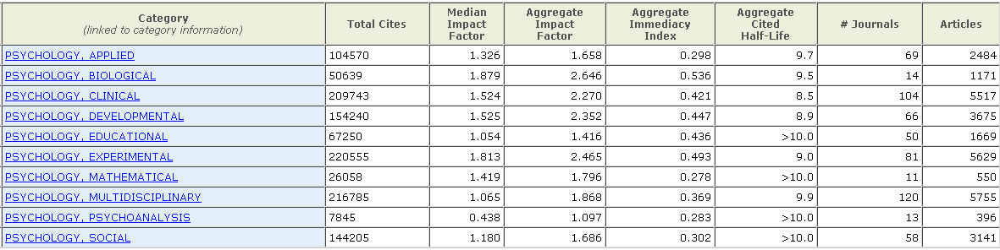 Category Total Cites Median Impact Factor Aggregate Impact Factor Aggregate Immediacy Index Aggregate Cited Half-Life # Journals Articles
(linked to category information)
PSYCHOLOGY, APPLIED 104570 1.326 1.658 0.298 9.7 69 2484
PSYCHOLOGY, BIOLOGICAL 50639 1.879 2.646 0.536 9.5 14 1171
PSYCHOLOGY, CLINICAL 209743 1.524 2.270 0.421 8.5 104 5517
PSYCHOLOGY, DEVELOPMENTAL 154240 1.525 2.352 0.447 8.9 66 3675
PSYCHOLOGY, EDUCATIONAL 67250 1.054 1.416 0.436 >10.0 50 1669
PSYCHOLOGY, EXPERIMENTAL 220555 1.813 2.465 0.493 9.0 81 5629
PSYCHOLOGY, MATHEMATICAL 26058 1.419 1.796 0.278 >10.0 11 550
PSYCHOLOGY, MULTIDISCIPLINARY 216785 1.065 1.868 0.369 9.9 120 5755
PSYCHOLOGY, PSYCHOANALYSIS 7845 0.438 1.097 0.283 >10.0 13 396
PSYCHOLOGY, SOCIAL 144205 1.180 1.686 0.302 >10.0 58 3141